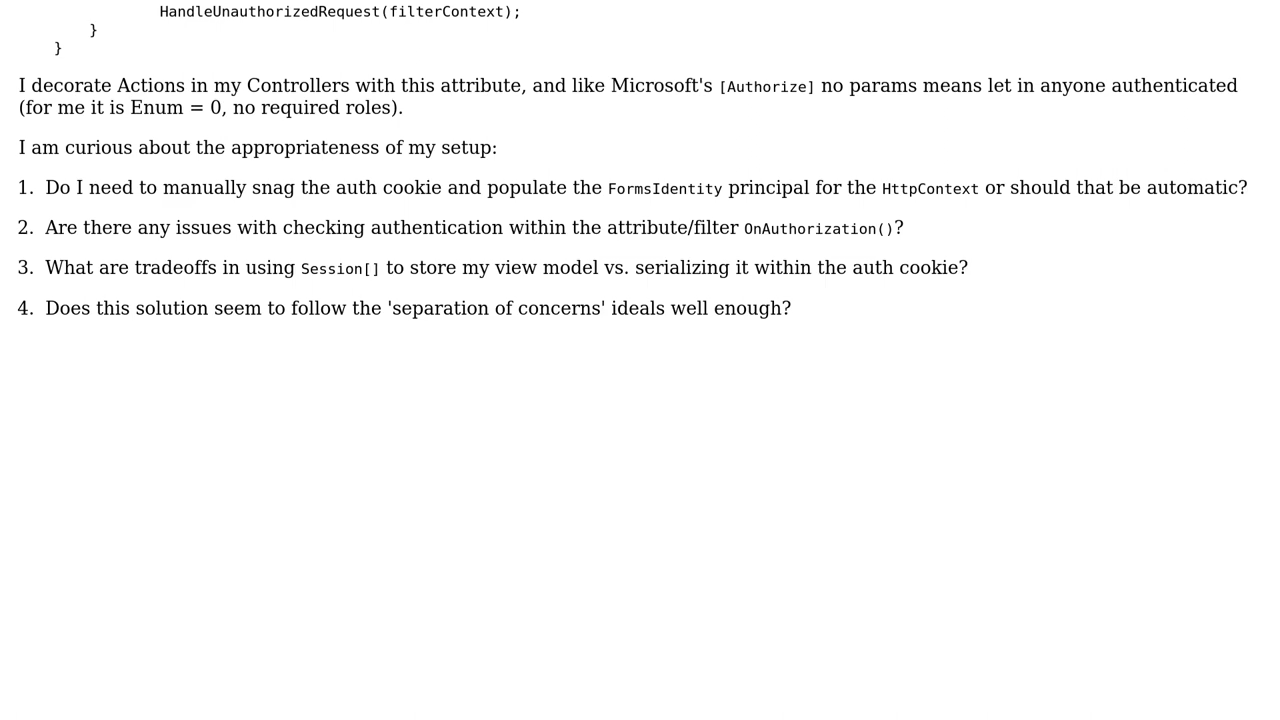 HandleUnauthorizedRequest(filterContext);
}
}
I decorate Actions in my Controllers with this attribute, and like Microsoft's [Authorize] no params means let in anyone authenticated
(for me it is Enum = 0, no required roles).
I am curious about the appropriateness of my setup:
1. Do I need to manually snag the auth cookie and populate the FormsIdentity principal for the HttpContext or should that be automatic?
2. Are there any issues with checking authentication within the attribute/filter OnAuthorization()?
3. What are tradeoffs in using Session[] to store my view model vs. serializing it within the auth cookie?
4. Does this solution seem to follow the 'separation of concerns' ideals well enough?